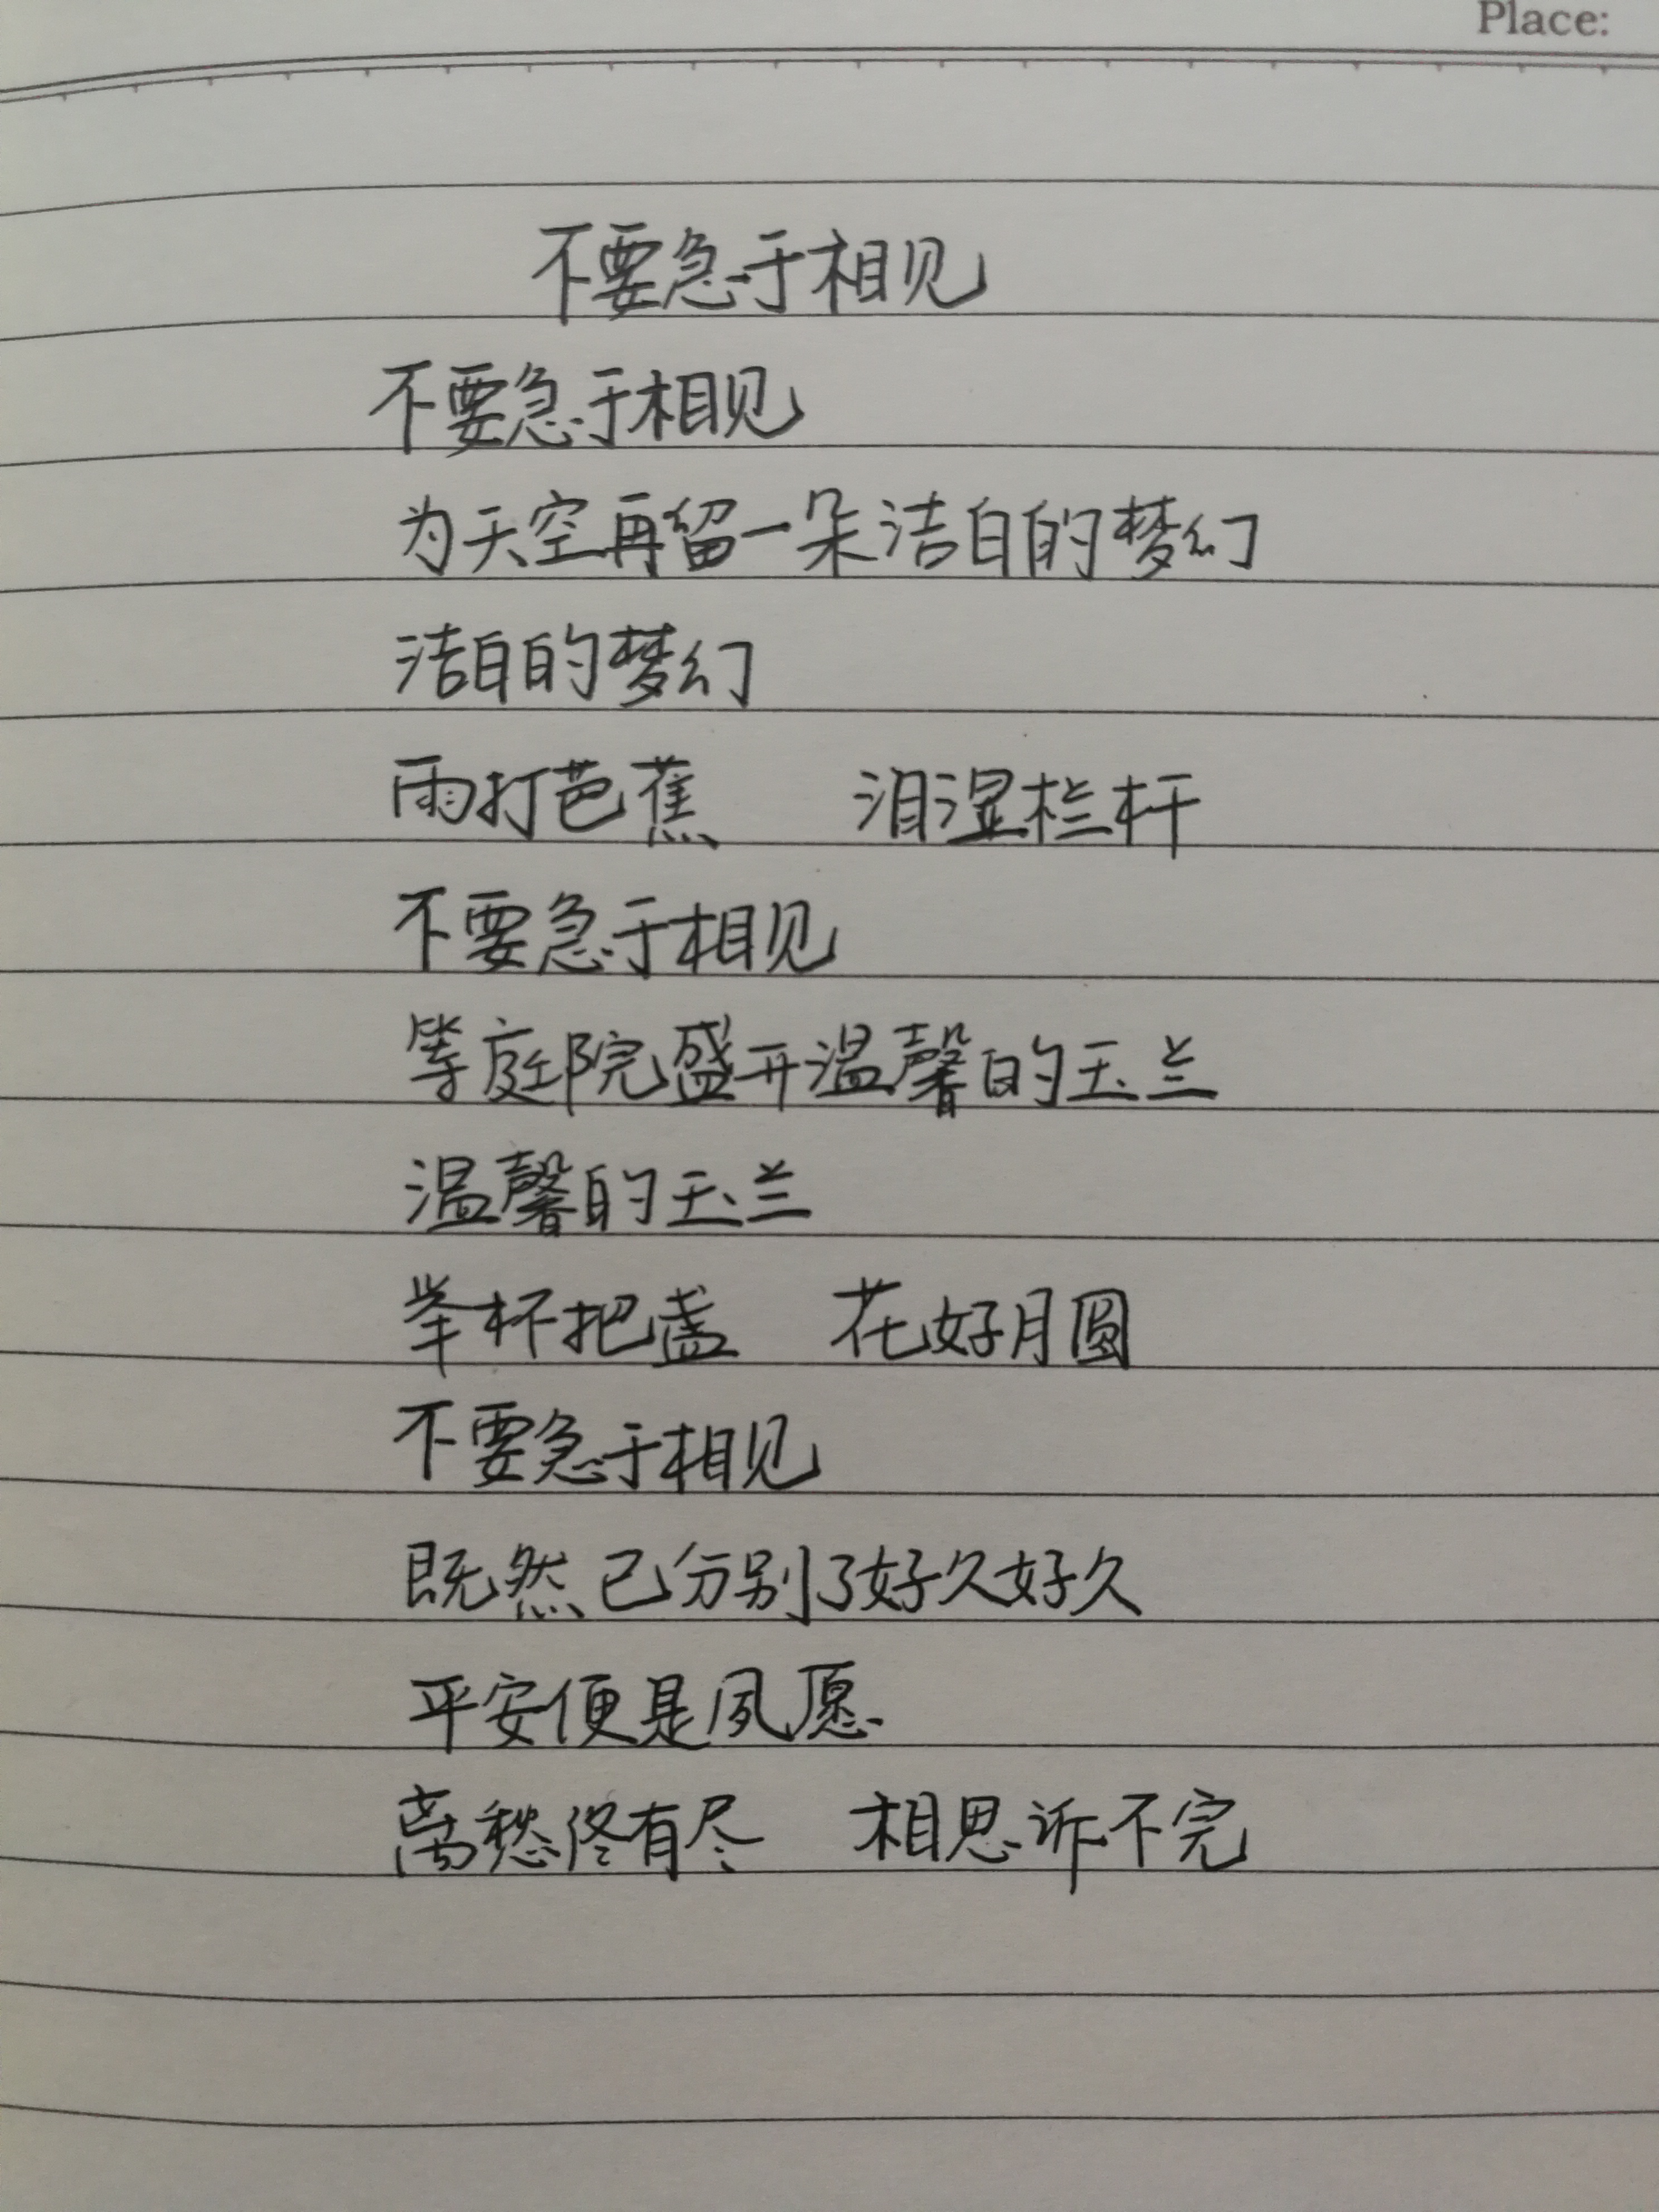 Place:
不要急于相见
不要急于相见
为天空再留一朵洁白的梦幻
洁白的梦幻
雨打芭蕉 泪湿栏杆
不要急于相见
等庭院盛开温馨的玉兰
温馨的玉兰
举杯把盏 花好月圆
不要急于相见
既然已分别了好久好久
平安便是夙愿
离愁终有尽 相思诉不完